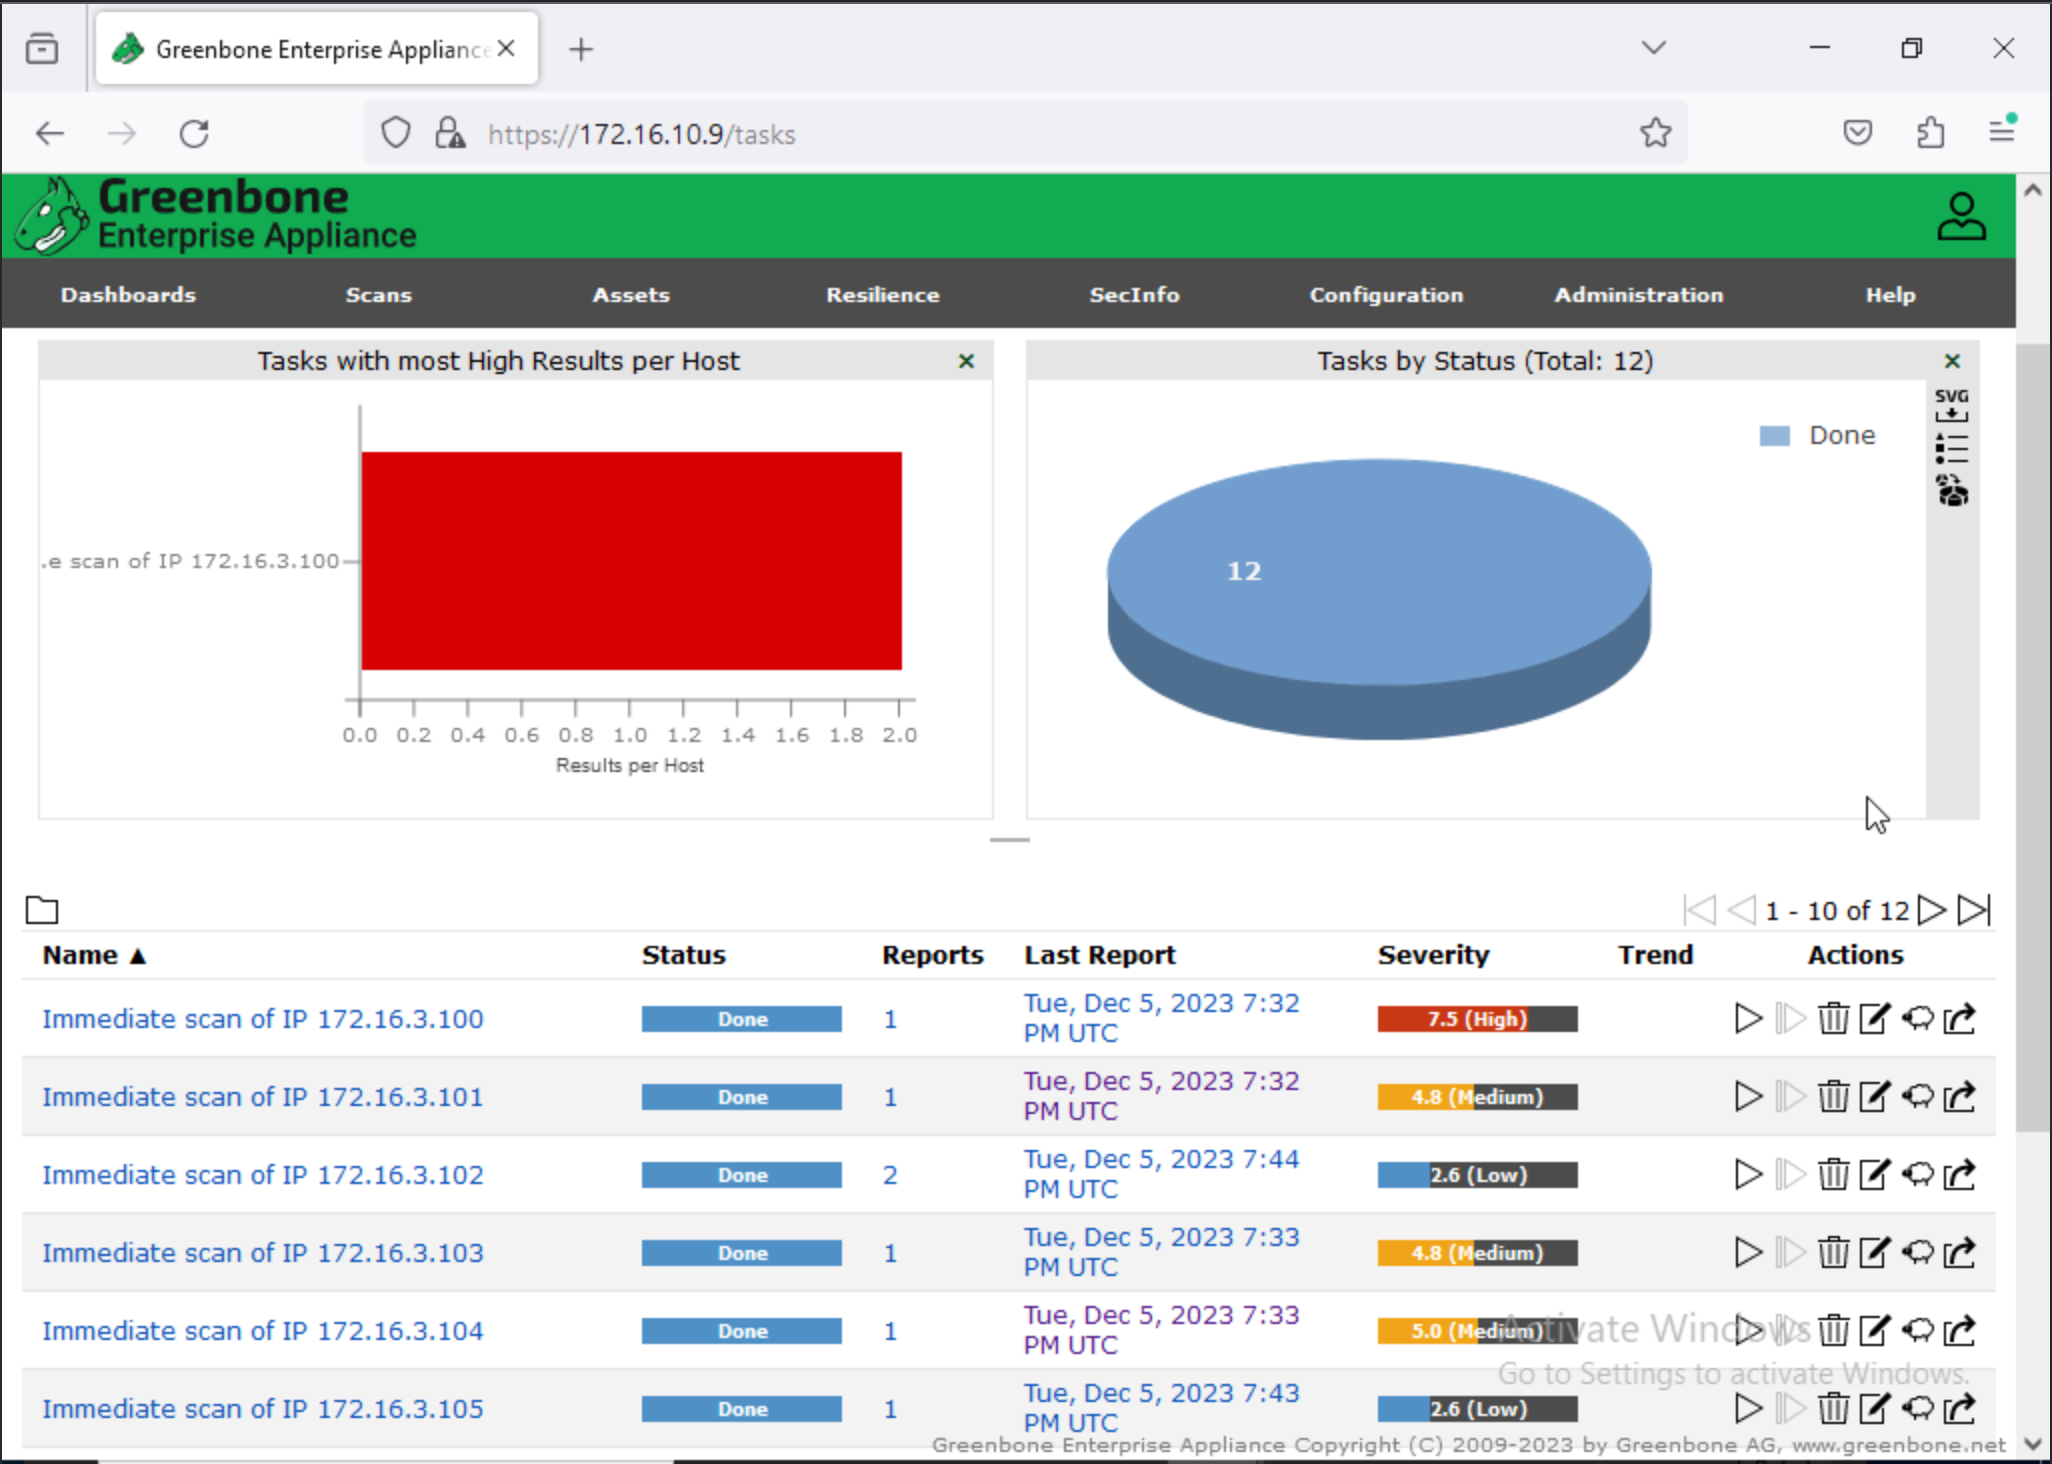 Greenbone Enterprise Appliance
https://172.16.10.9/tasks
Greenbone
Enterprise Appliance
Dashboards Scans Assets Resilience SecInfo Configuration Administration Help
Tasks with most High Results per Host
.e scan of IP 172.16.3.100
0.0 0.2 0.4 0.6 0.8 1.0 1.2 1.4 1.6 1.8 2.0
Results per Host
Tasks by Status (Total: 12)
SVG
Done
12
1 - 10 of 12
Name ▲ Status Reports Last Report Severity Trend Actions
Immediate scan of IP 172.16.3.100 Done 1 Tue, Dec 5, 2023 7:32 7.5 (High)
PM UTC
Immediate scan of IP 172.16.3.101 Done 1 Tue, Dec 5, 2023 7:32 4.8 (Medium)
PM UTC
Immediate scan of IP 172.16.3.102 Done 2 Tue, Dec 5, 2023 7:44 2.6 (Low)
PM UTC
Immediate scan of IP 172.16.3.103 Done 1 Tue, Dec 5, 2023 7:33 4.8 (Medium)
PM UTC
Immediate scan of IP 172.16.3.104 Done 1 Tue, Dec 5, 2023 7:33 5.0 (Medium)
PM UTC
Activate Windows
Go to Settings to activate Windows.
Immediate scan of IP 172.16.3.105 Done 1 Tue, Dec 5, 2023 7:43 2.6 (Low)
PM UTC
Greenbone Enterprise Appliance Copyright (C) 2009-2023 by Greenbone AG, www.greenbone.net